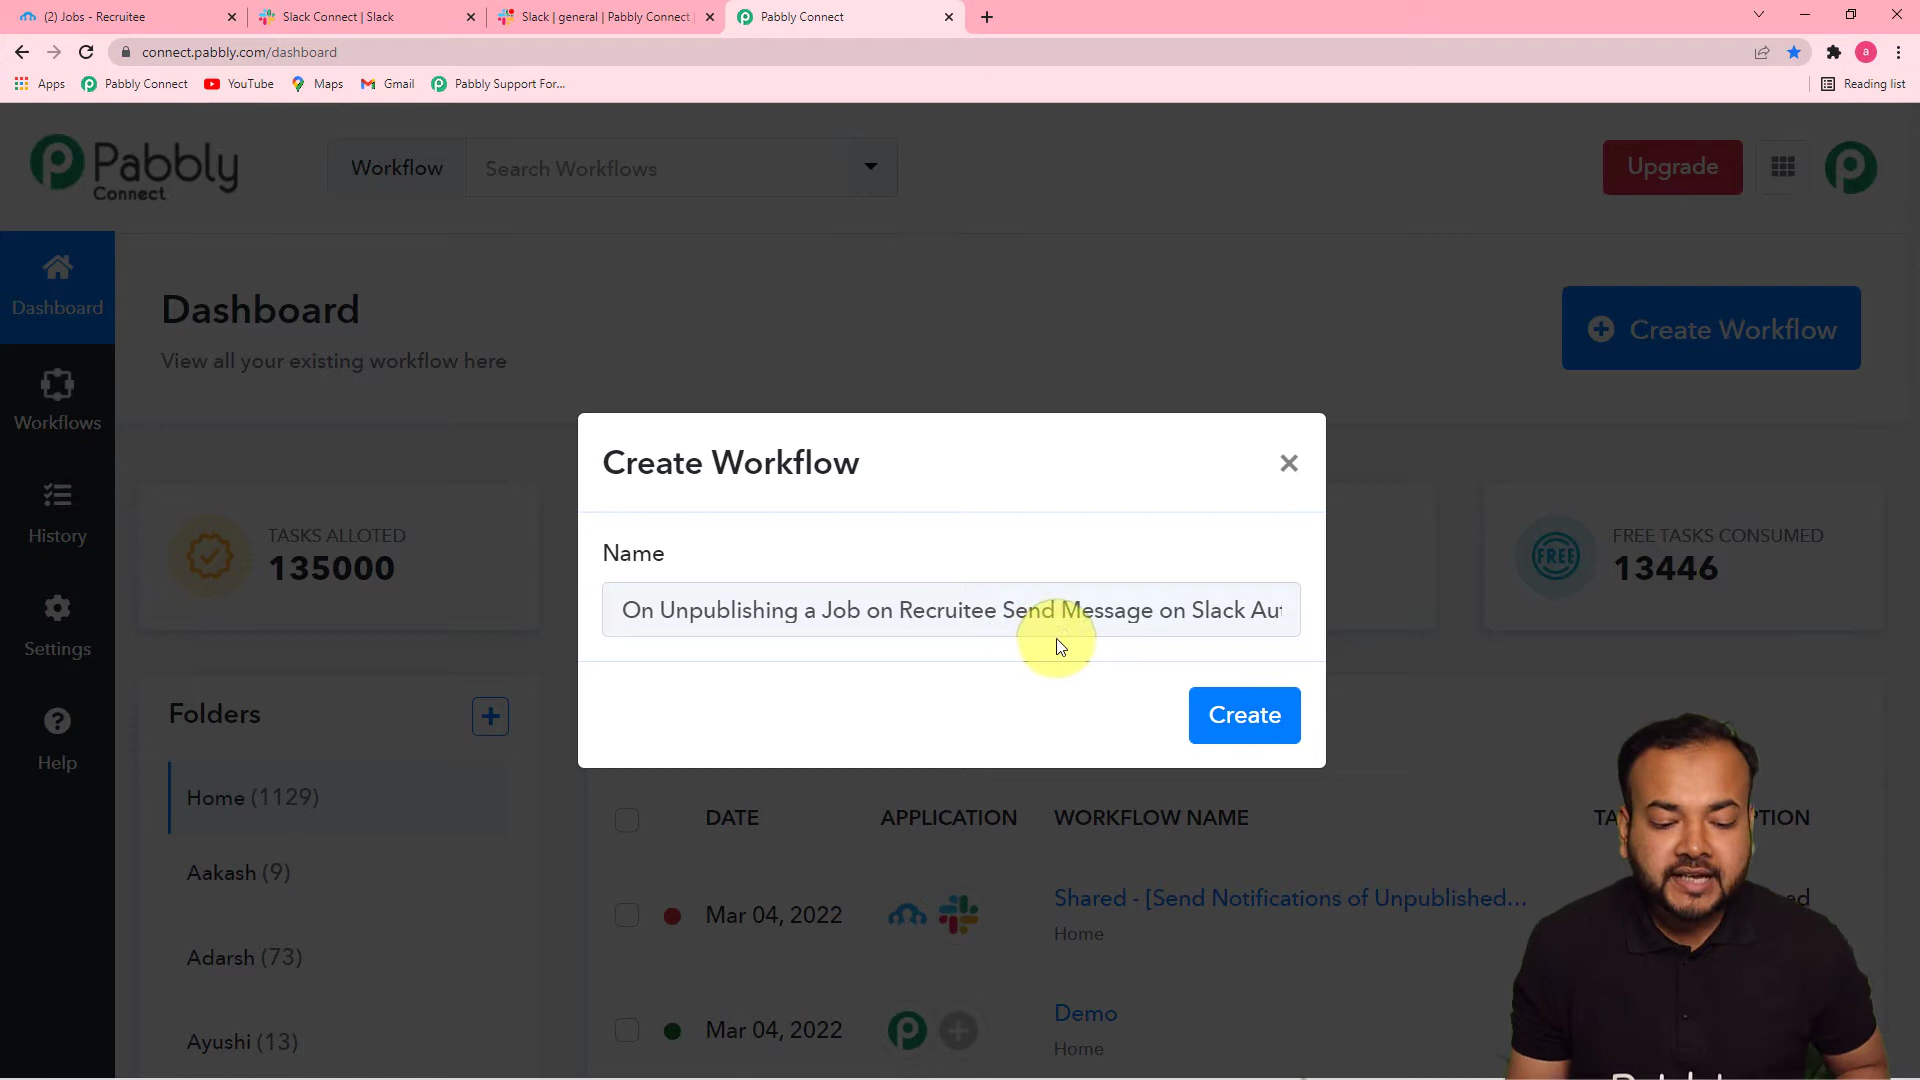 (2) Jobs - Recruitee
Slack Connect | Slack
Slack | general | Pabbly Connect
Pabbly Connect
connect.pabbly.com/dashboard
a
Apps
Pabbly Connect
YouTube
Maps
Gmail
Pabbly Support For...
Reading list
Pabbly
Connect
Workflow
Search Workflows
Upgrade
Dashboard
Workflows
History
Settings
Help
Dashboard
View all your existing workflow here
Create Workflow
TASKS ALLOTED
135000
FREE
FREE TASKS CONSUMED
13446
Create Workflow
Name
On Unpublishing a Job on Recruitee Send Message on Slack Aut
Create
Folders
Home (1129)
Aakash (9)
Adarsh (73)
Ayushi (13)
DATE
APPLICATION
WORKFLOW NAME
Mar 04, 2022
Shared - [Send Notifications of Unpublished...
Home
Mar 04, 2022
Demo
Home